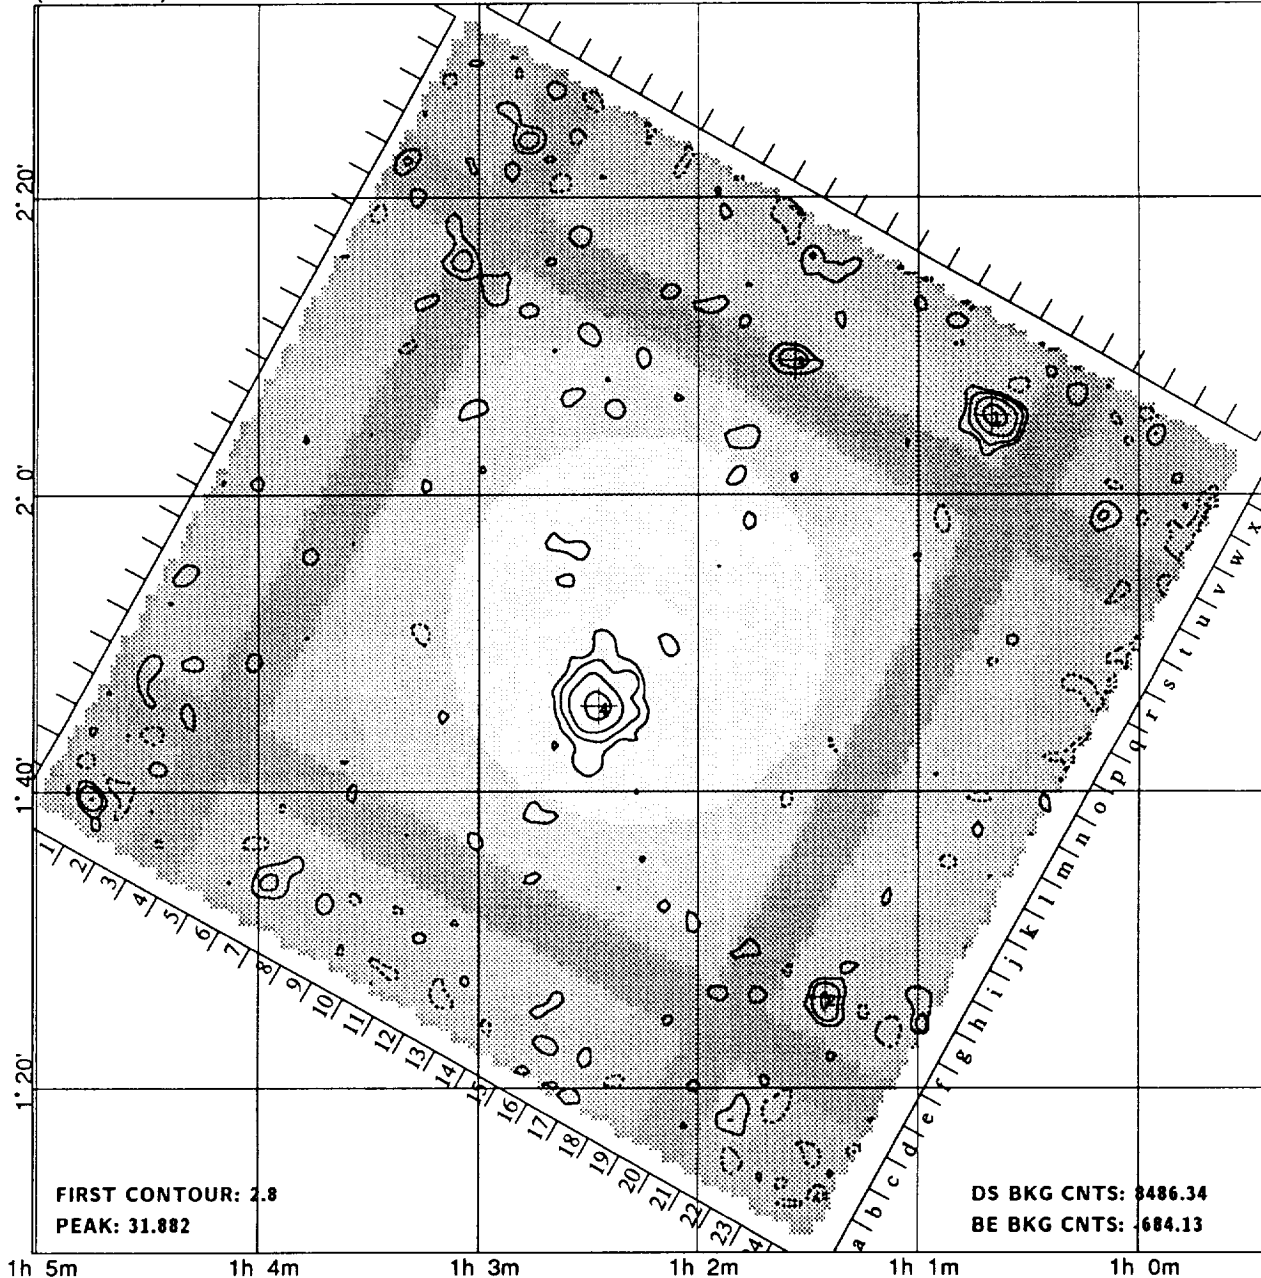 2° 20'
2° 0'
1° 40'
1° 20'
1 2 3 4 5 6 7 8 9 10 11 12 13 14 15 16 17 18 19 20 21 22 23 24
a b c d e f g h i j k l m n o p q r s t u v w x
FIRST CONTOUR: 2.8
PEAK: 31.882
DS BKG CNTS: 8486.34
BE BKG CNTS: -684.13
1h 5m 1h 4m 1h 3m 1h 2m 1h 1m 1h 0m